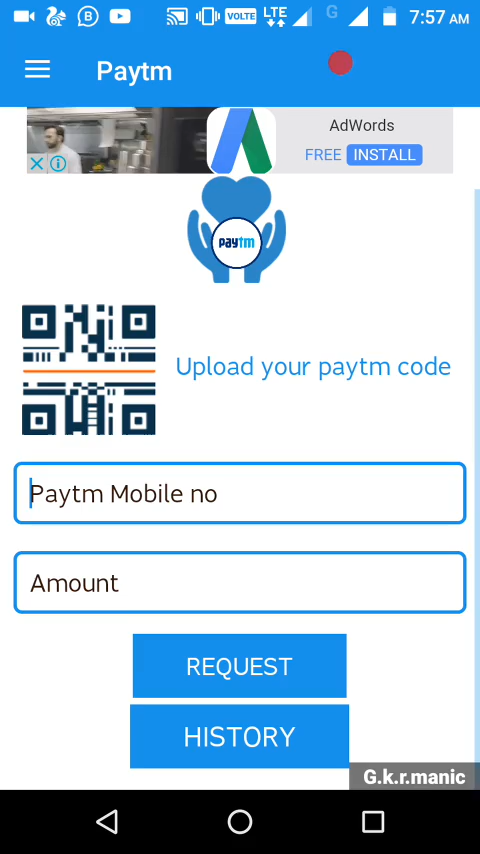 B VOLTE LTE G 7:57 AM
Paytm
AdWords
FREE INSTALL
paytm
Upload your paytm code
Paytm Mobile no
Amount
REQUEST
HISTORY
G.k.r.manic